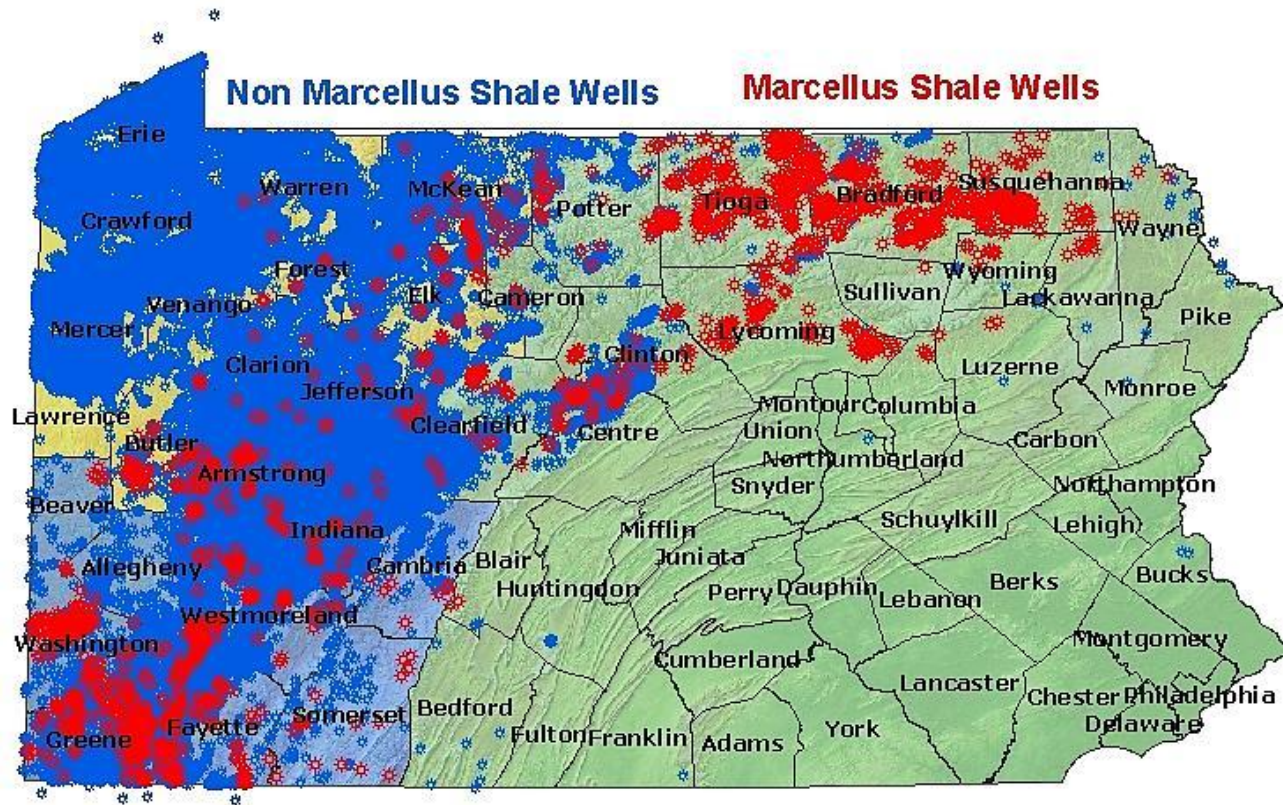 Non Marcellus Shale Wells
Marcellus Shale Wells
Erie
Warren
McKean
Potter
Tioga
Bradford
Susquehanna
Crawford
Wayne
Forest
Wyoming
Venango
Elk
Cameron
Sullivan
Lackawanna
Mercer
Lycoming
Pike
Clarion
Clinton
Luzerne
Jefferson
Monroe
Lawrence
Montour
Columbia
Butler
Clearfield
Centre
Union
Carbon
Armstrong
Northumberland
Snyder
Northampton
Beaver
Indiana
Mifflin
Schuylkill
Lehigh
Allegheny
Cambria
Blair
Juniata
Bucks
Huntingdon
Perry
Dauphin
Lebanon
Berks
Westmoreland
Washington
Cumberland
Montgomery
Lancaster
Chester
Philadelphia
Greene
Fayette
Somerset
Bedford
Fulton
Franklin
Adams
York
Delaware